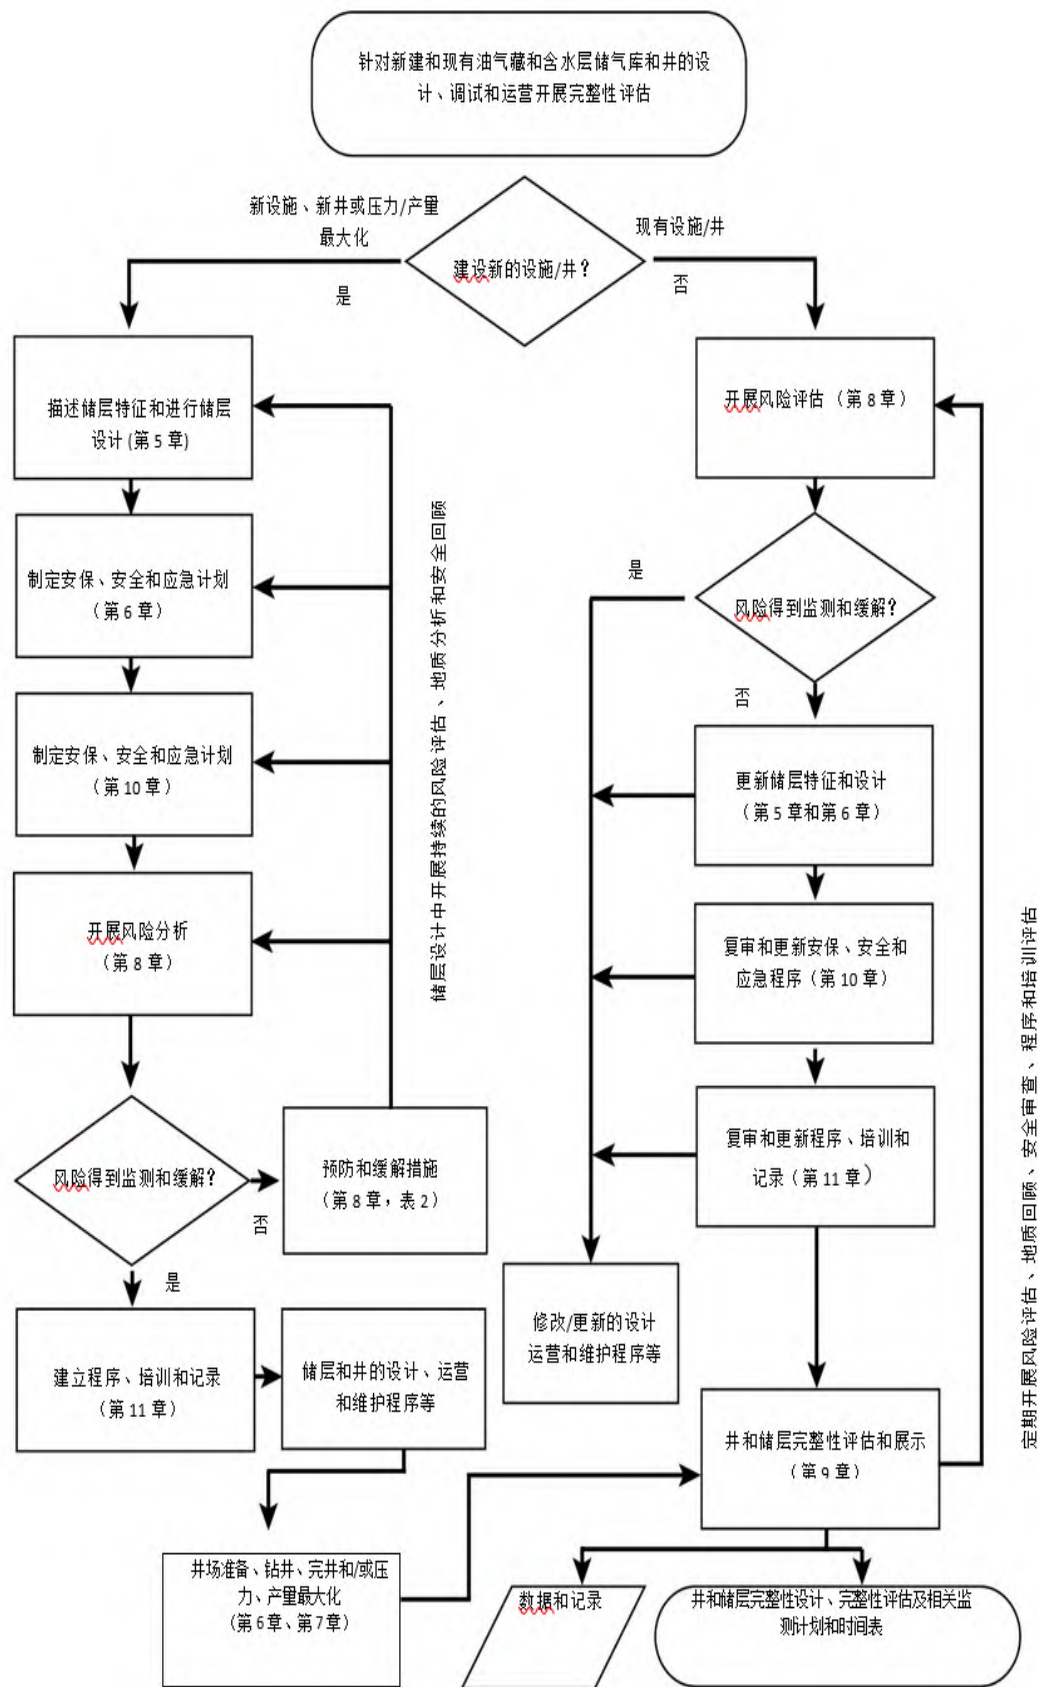 针对新建和现有油气藏和含水层储气库和井的设
计、调试和运营开展完整性评估
新设施、新井或压力/产量
最大化
现有设施/井
建设新的设施/井？
是
否
描述储层特征和进行储层
设计(第5章)
开展风险评估（第8章）
制定安保、安全和应急计划
（第6章）
是
风险得到监测和缓解？
否
制定安保、安全和应急计划
（第10章）
储层设计中开展持续的风险评估、地质分析和安全回顾
更新储层特征和设计
（第5章和第6章）
开展风险分析
（第8章）
复审和更新安保、安全和
应急程序（第10章）
定期开展风险评估、地质回顾、安全审查、程序和培训评估
风险得到监测和缓解？
否
预防和缓解措施
（第8章，表2）
复审和更新程序、培训和
记录（第11章）
是
建立程序、培训和记录
（第11章）
储层和井的设计、运营
和维护程序等
修改/更新的设计
运营和维护程序等
井和储层完整性评估和展示
（第9章）
井场准备、钻井、完井和/或压
力、产量最大化
（第6章、第7章）
数据和记录
井和储层完整性设计、完整性评估及相关监
测计划和时间表